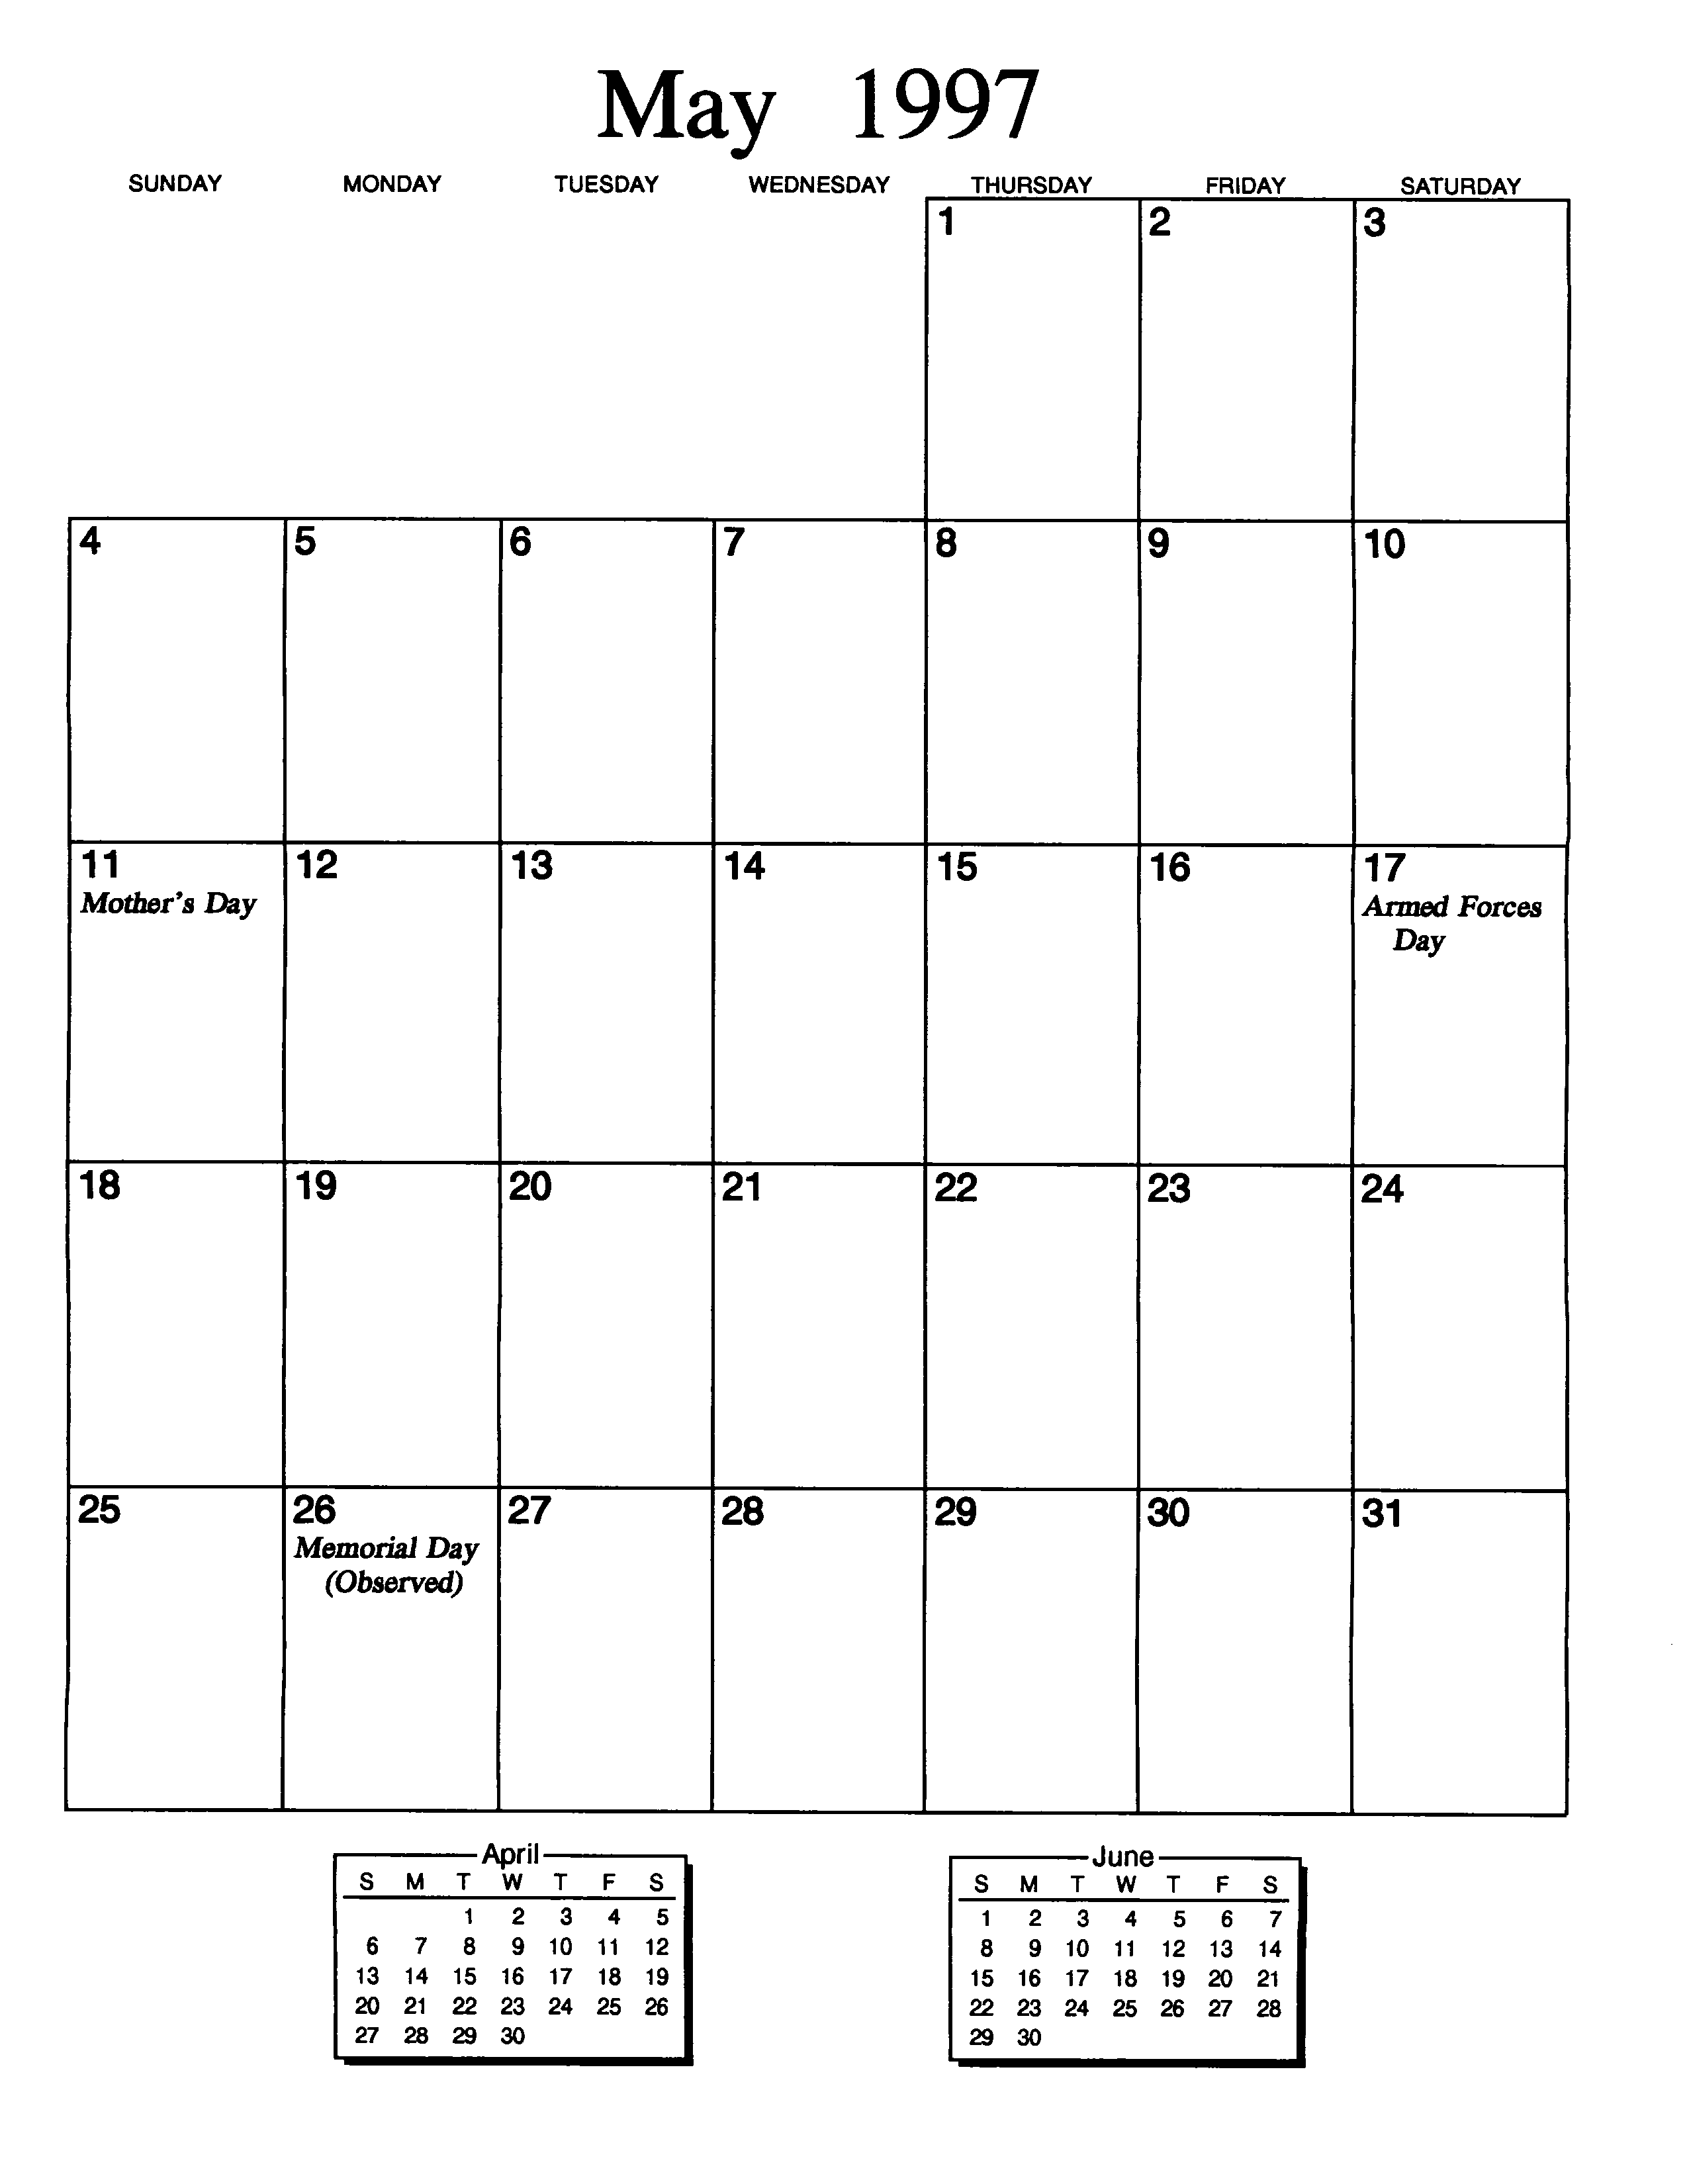 May 1997
SUNDAY MONDAY TUESDAY WEDNESDAY THURSDAY FRIDAY SATURDAY
1 2 3
4 5 6 7 8 9 10
11 12 13 14 15 16 17
Mother's Day Armed Forces
Day
18 19 20 21 22 23 24
25 26 27 28 29 30 31
Memorial Day
(Observed)
April
S M T W T F S
1 2 3 4 5
6 7 8 9 10 11 12
13 14 15 16 17 18 19
20 21 22 23 24 25 26
27 28 29 30
June
S M T W T F S
1 2 3 4 5 6 7
8 9 10 11 12 13 14
15 16 17 18 19 20 21
22 23 24 25 26 27 28
29 30